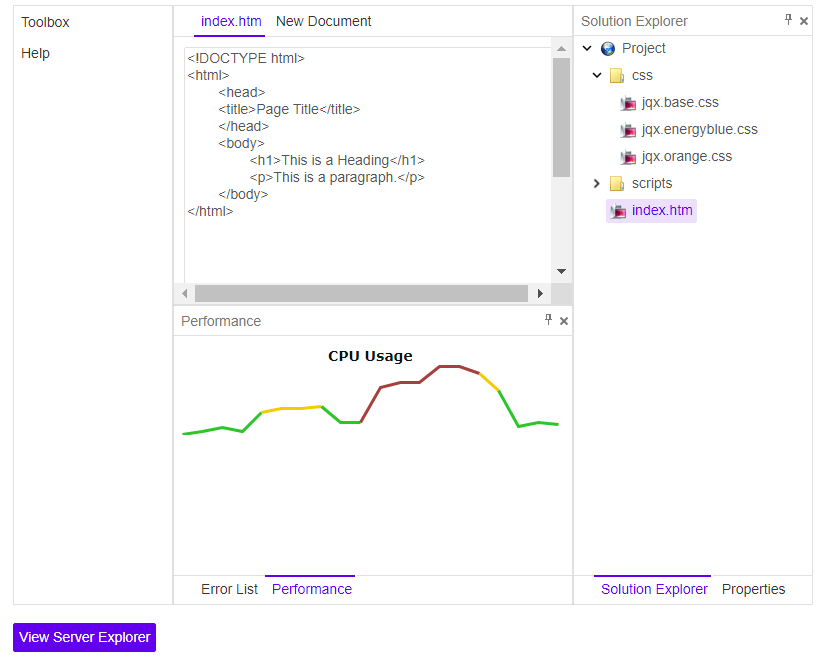 Toolbox
Help
index.htm New Document
<!DOCTYPE html>
<html>
<head>
<title>Page Title</title>
</head>
<body>
<h1>This is a Heading</h1>
<p>This is a paragraph.</p>
</body>
</html>
Performance
CPU Usage
Error List Performance
Solution Explorer
Project
css
jqx.base.css
jqx.energyblue.css
jqx.orange.css
scripts
index.htm
Solution Explorer Properties
View Server Explorer